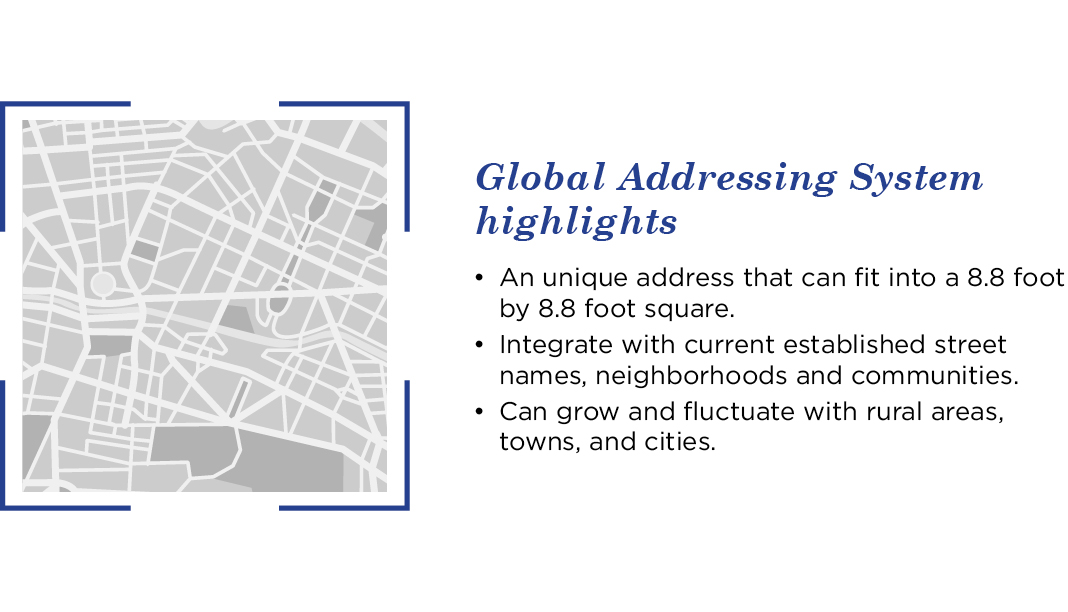 Global Addressing System
highlights
• An unique address that can fit into a 8.8 foot
by 8.8 foot square.
• Integrate with current established street
names, neighborhoods and communities.
• Can grow and fluctuate with rural areas,
towns, and cities.